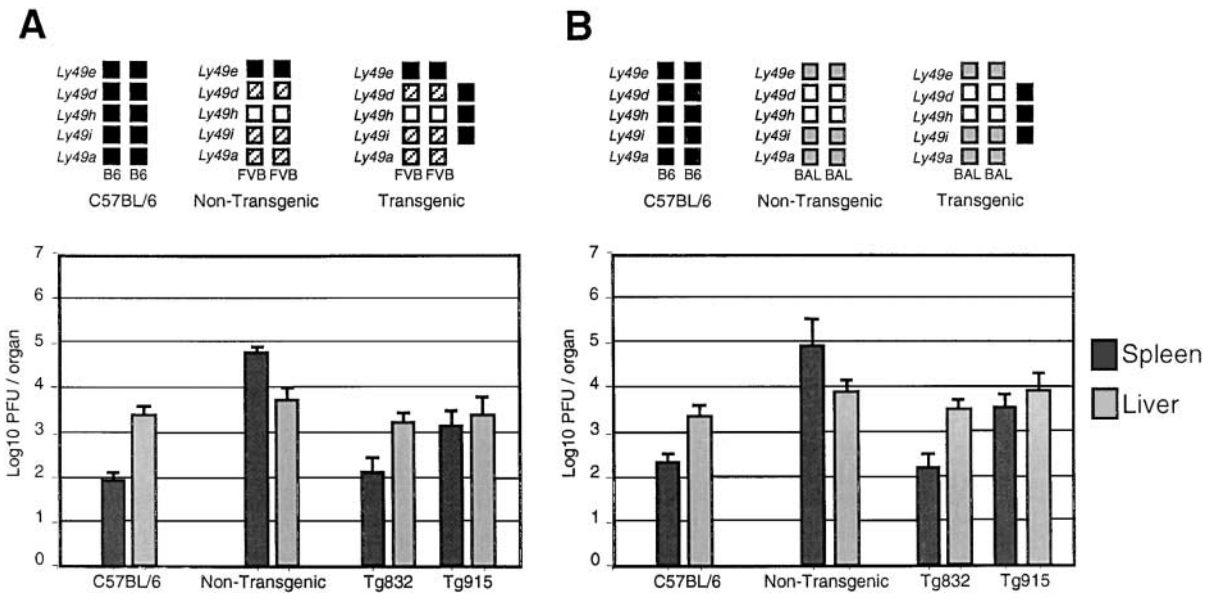 A
Ly49e
Ly49d
Ly49h
Ly49i
Ly49a
B6 B6
C57BL/6
Ly49e
Ly49d
Ly49h
Ly49i
Ly49a
FVB FVB
Non-Transgenic
Ly49e
Ly49d
Ly49h
Ly49i
Ly49a
FVB FVB
Transgenic
Log10 PFU / organ
7
6
5
4
3
2
1
0
C57BL/6 Non-Transgenic Tg832 Tg915
B
Ly49e
Ly49d
Ly49h
Ly49i
Ly49a
B6 B6
C57BL/6
Ly49e
Ly49d
Ly49h
Ly49i
Ly49a
BAL BAL
Non-Transgenic
Ly49e
Ly49d
Ly49h
Ly49i
Ly49a
BAL BAL
Transgenic
Log10 PFU / organ
7
6
5
4
3
2
1
0
C57BL/6 Non-Transgenic Tg832 Tg915
Spleen
Liver